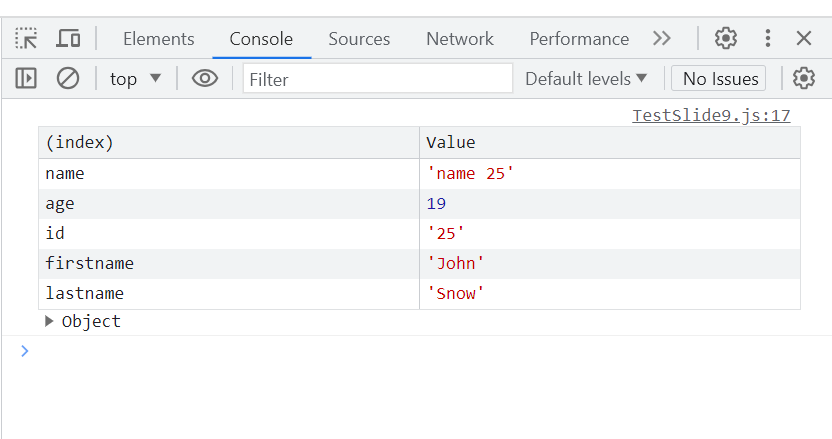 Elements Console Sources Network Performance
top Filter Default levels No Issues
TestSlide9.js:17
(index) Value
name 'name 25'
age 19
id '25'
firstname 'John'
lastname 'Snow'
Object